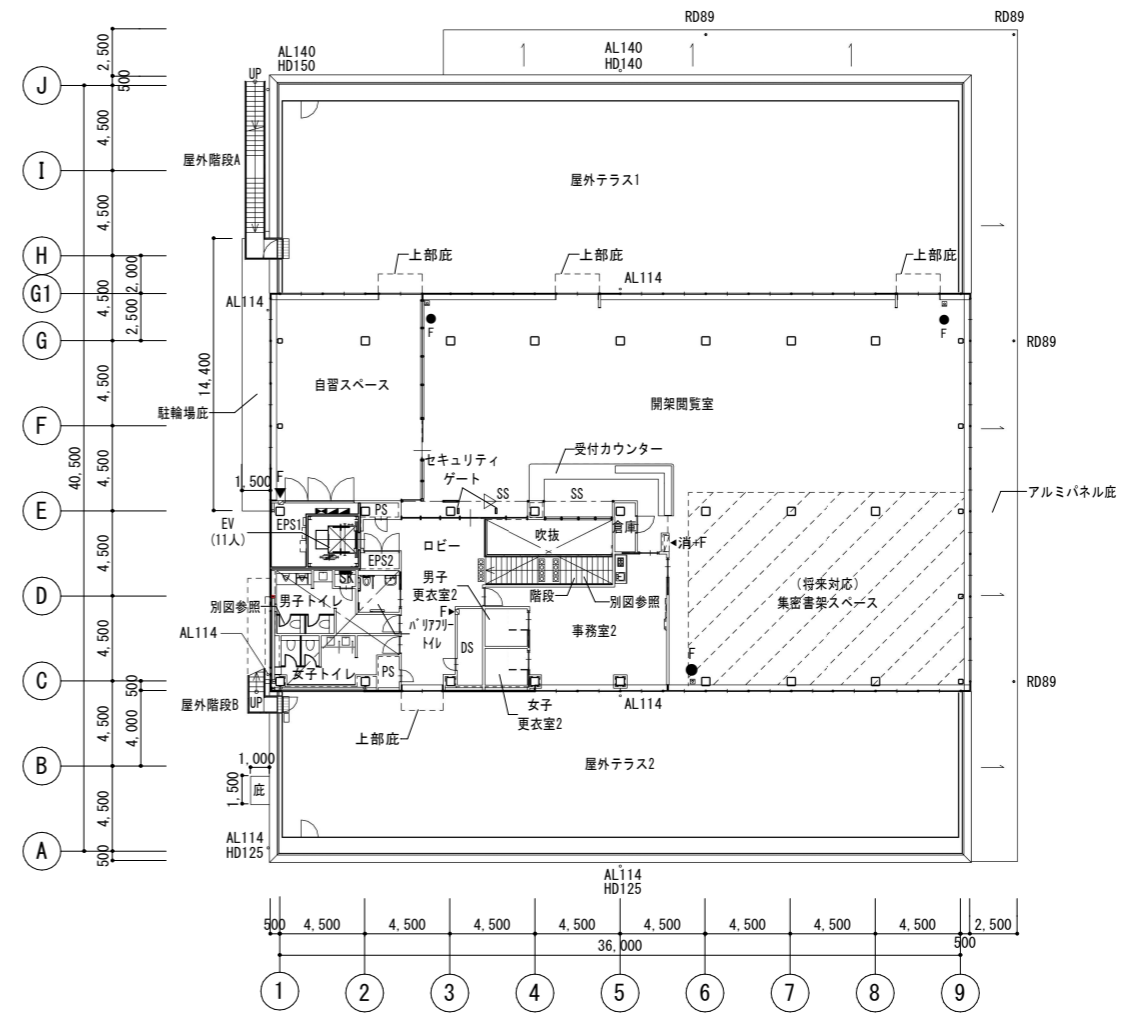 RD89
RD89
2,500
AL140
HD150
AL140
HD140
UP
J
500
4,500
屋外階段A
I
屋外テラス1
4,500
H
上部庇
上部庇
上部庇
2,000
4,500
G1
AL114
AL114
2,500
F
F
G
RD89
14,400
自習スペース
開架閲覧室
4,500
駐輪場庇
F
受付カウンター
セキュリティ
ゲート
40,500
4,500
1,500
F
SS
SS
アルミパネル庇
E
PS
EPS1
倉庫
EV
(11人)
ロビー
吹抜
消+F
4,500
EPS2
SK
男子
更衣室2
(将来対応)
集密書架スペース
D
男子トイレ
階段
別図参照
別図参照
F
バリアフリー
トイレ
事務室2
AL114
4,500
DS
F
女子トイレ
PS
C
RD89
500
屋外階段B
UP
女子
更衣室2
AL114
4,500
4,000
上部庇
1,000
屋外テラス2
B
1,500
庇
4,500
AL114
HD125
A
500
AL114
HD125
500
4,500
4,500
4,500
4,500
4,500
4,500
4,500
4,500
2,500
36,000
500
1
2
3
4
5
6
7
8
9